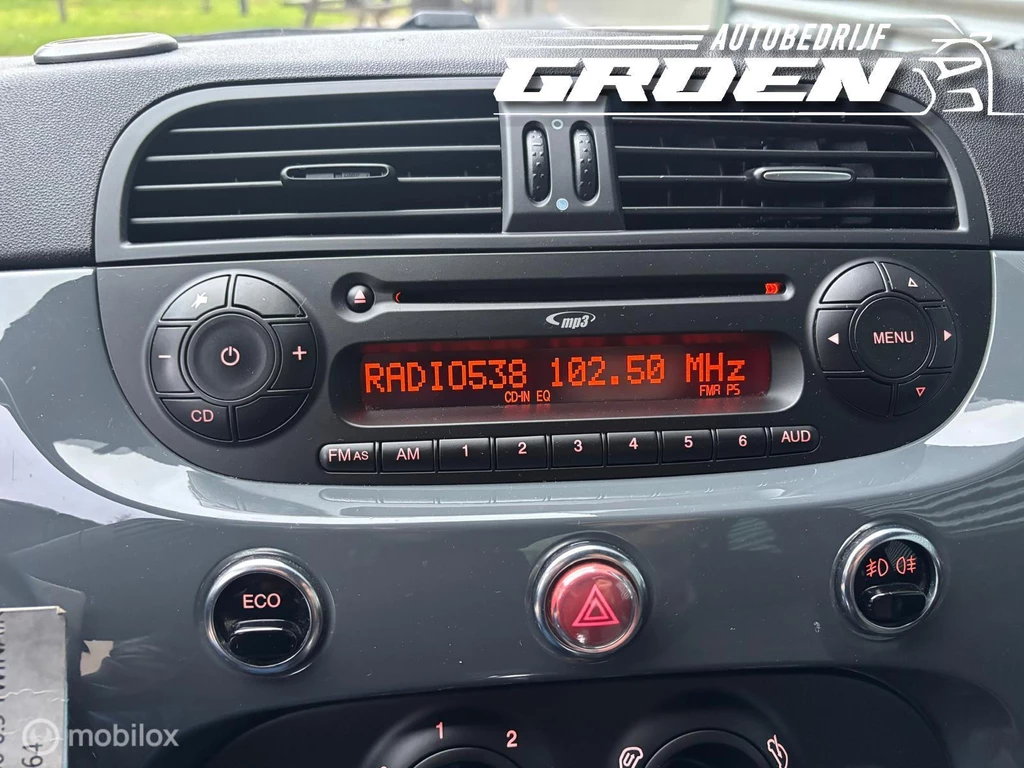 AUTOBEDRIJF
GROEN
mp3
RADIO538 102.50 MHz
CD-IN EQ FMR P5
MENU
CD
FM AS AM 1 2 3 4 5 6 AUD
ECO
1 2
mobilox